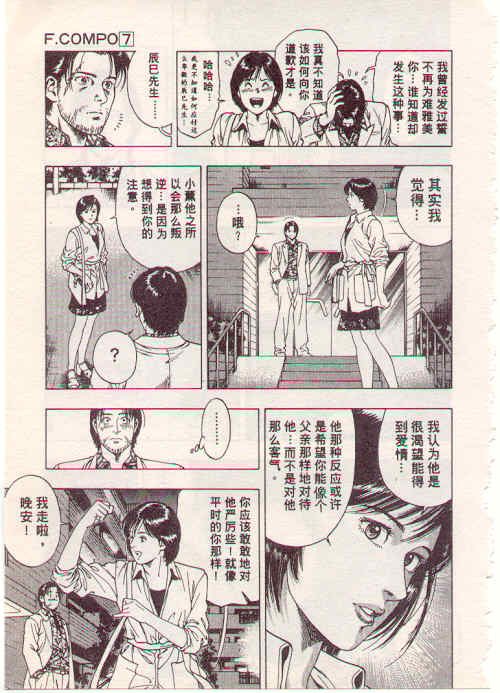 F.COMPO 7
我曾经发过誓
不再为难雅美
你…谁知道却
发生这种事…
我真不知道
该如何向你
道歉才是。
哈哈哈…
辰巳先生……
其实我
觉得…
…哦？
小薰他之所
以会那么叛
逆…是因为
想得到你的
注意。
？
我认为他是
很渴望能得
到爱情…
他那种反应或许
是希望你能像个
父亲那样地对待
他…而不是对他
那么客气。
………
你应该敢敢地对
他严厉些！就像
平时的你那样！
我走啦，
晚安！